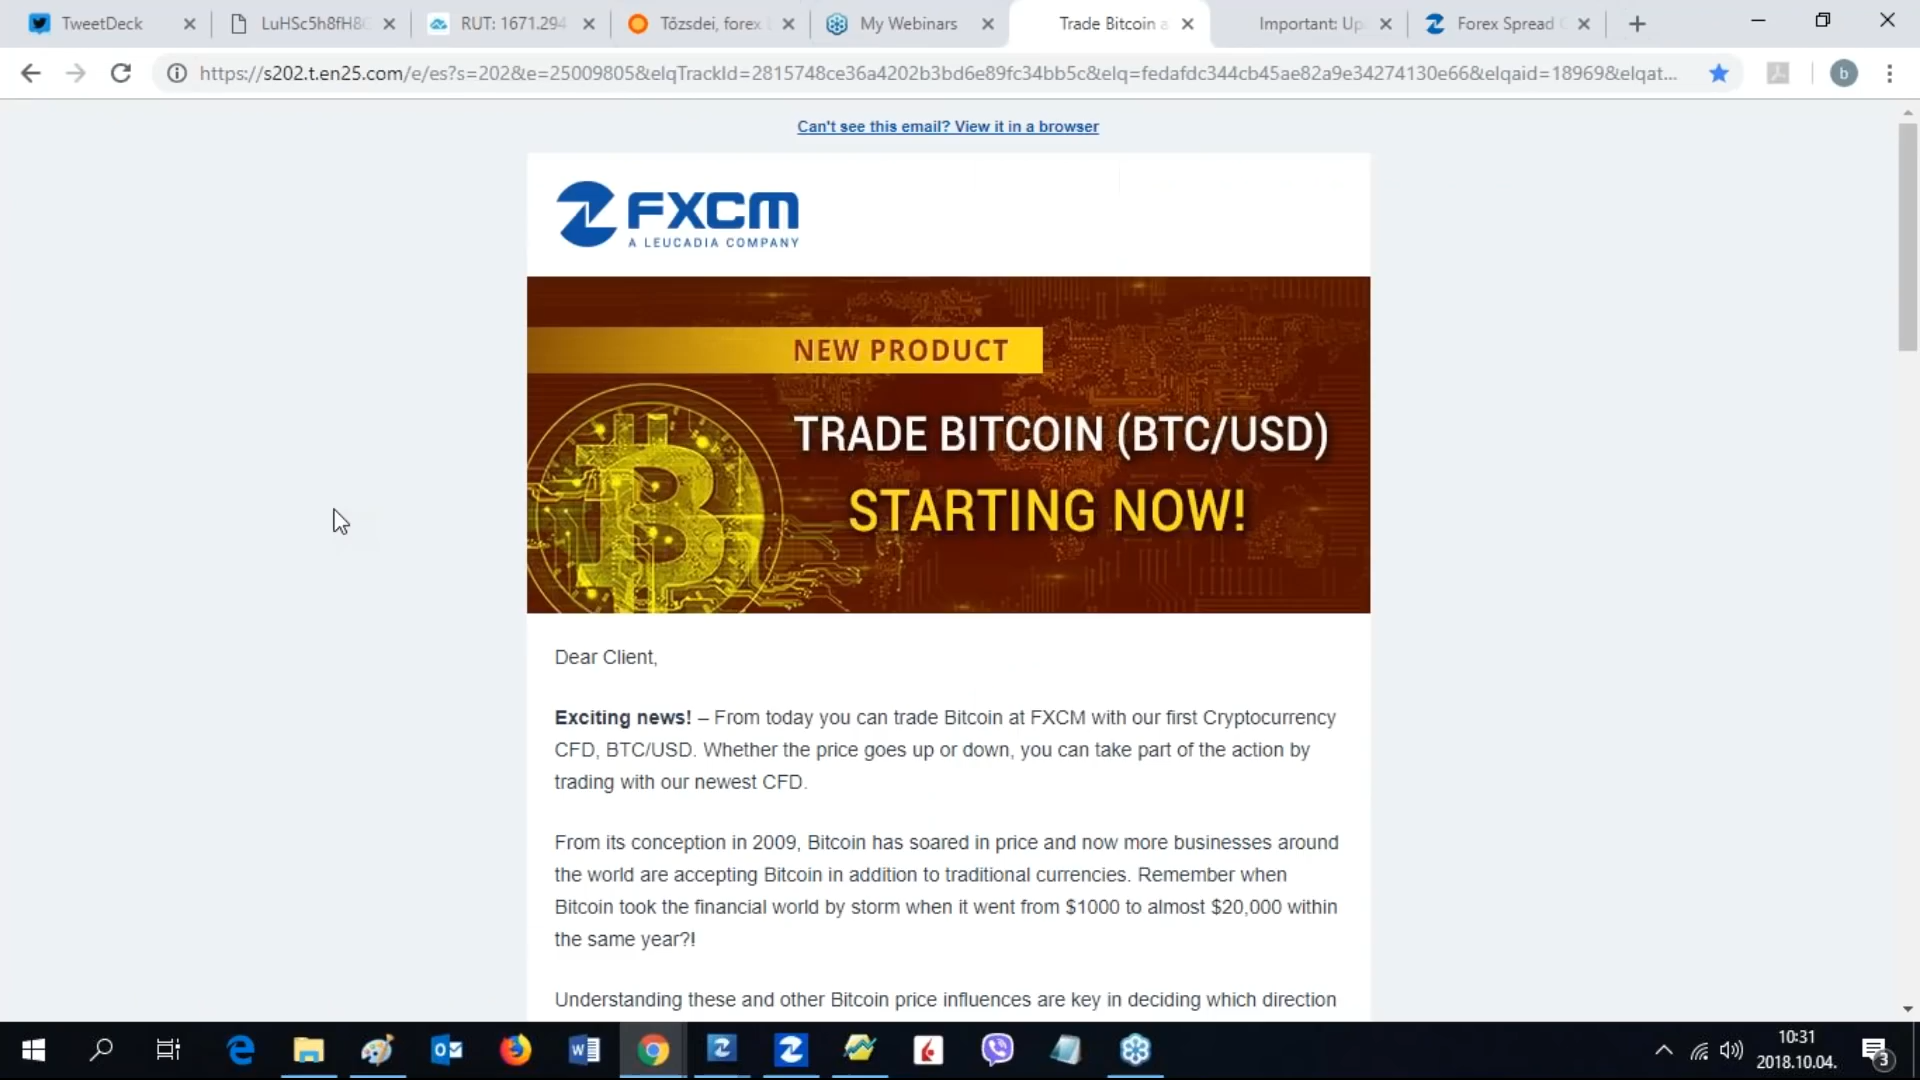 TweetDeck
LuHSc5h8fH8
RUT: 1671.294
Tőzsdei, forex
My Webinars
Trade Bitcoin a
Important: Up
Forex Spread
https://s202.t.en25.com/e/es?s=202&e=25009805&elqTrackId=2815748ce36a4202b3bd6e89fc34bb5c&elq=fedafdc344cb45ae82a9e34274130e66&elqaid=18969&elqat...
b
Can't see this email? View it in a browser
FXCM
A LEUCADIA COMPANY
NEW PRODUCT
TRADE BITCOIN (BTC/USD)
STARTING NOW!
Dear Client,
Exciting news! – From today you can trade Bitcoin at FXCM with our first Cryptocurrency
CFD, BTC/USD. Whether the price goes up or down, you can take part of the action by
trading with our newest CFD.
From its conception in 2009, Bitcoin has soared in price and now more businesses around
the world are accepting Bitcoin in addition to traditional currencies. Remember when
Bitcoin took the financial world by storm when it went from $1000 to almost $20,000 within
the same year?!
Understanding these and other Bitcoin price influences are key in deciding which direction
10:31
2018.10.04.
3